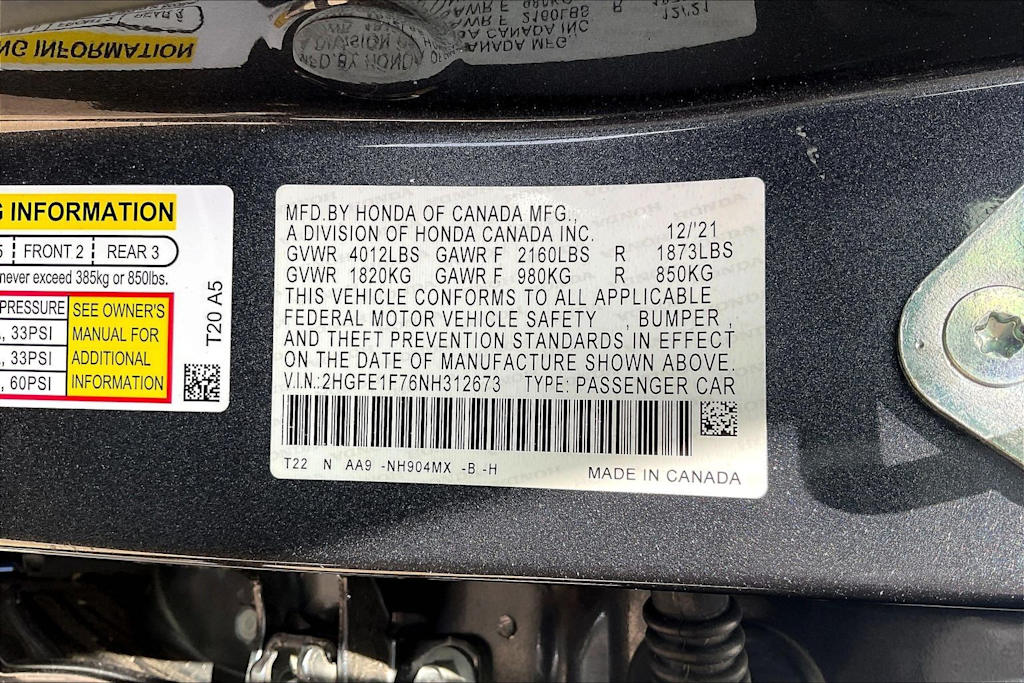 G INFORMATION
5 FRONT 2 REAR 3
never exceed 385kg or 850lbs.
PRESSURE SEE OWNER'S
, 33PSI MANUAL FOR
, 33PSI ADDITIONAL
, 60PSI INFORMATION
T20 A5
MFD.BY HONDA OF CANADA MFG.,
A DIVISION OF HONDA CANADA INC. 12/'21
GVWR 4012LBS GAWR F 2160LBS R 1873LBS
GVWR 1820KG GAWR F 980KG R 850KG
THIS VEHICLE CONFORMS TO ALL APPLICABLE
FEDERAL MOTOR VEHICLE SAFETY , BUMPER ,
AND THEFT PREVENTION STANDARDS IN EFFECT
ON THE DATE OF MANUFACTURE SHOWN ABOVE.
V.I.N.:2HGFE1F76NH312673 TYPE: PASSENGER CAR
T22 N AA9 -NH904MX -B -H
MADE IN CANADA